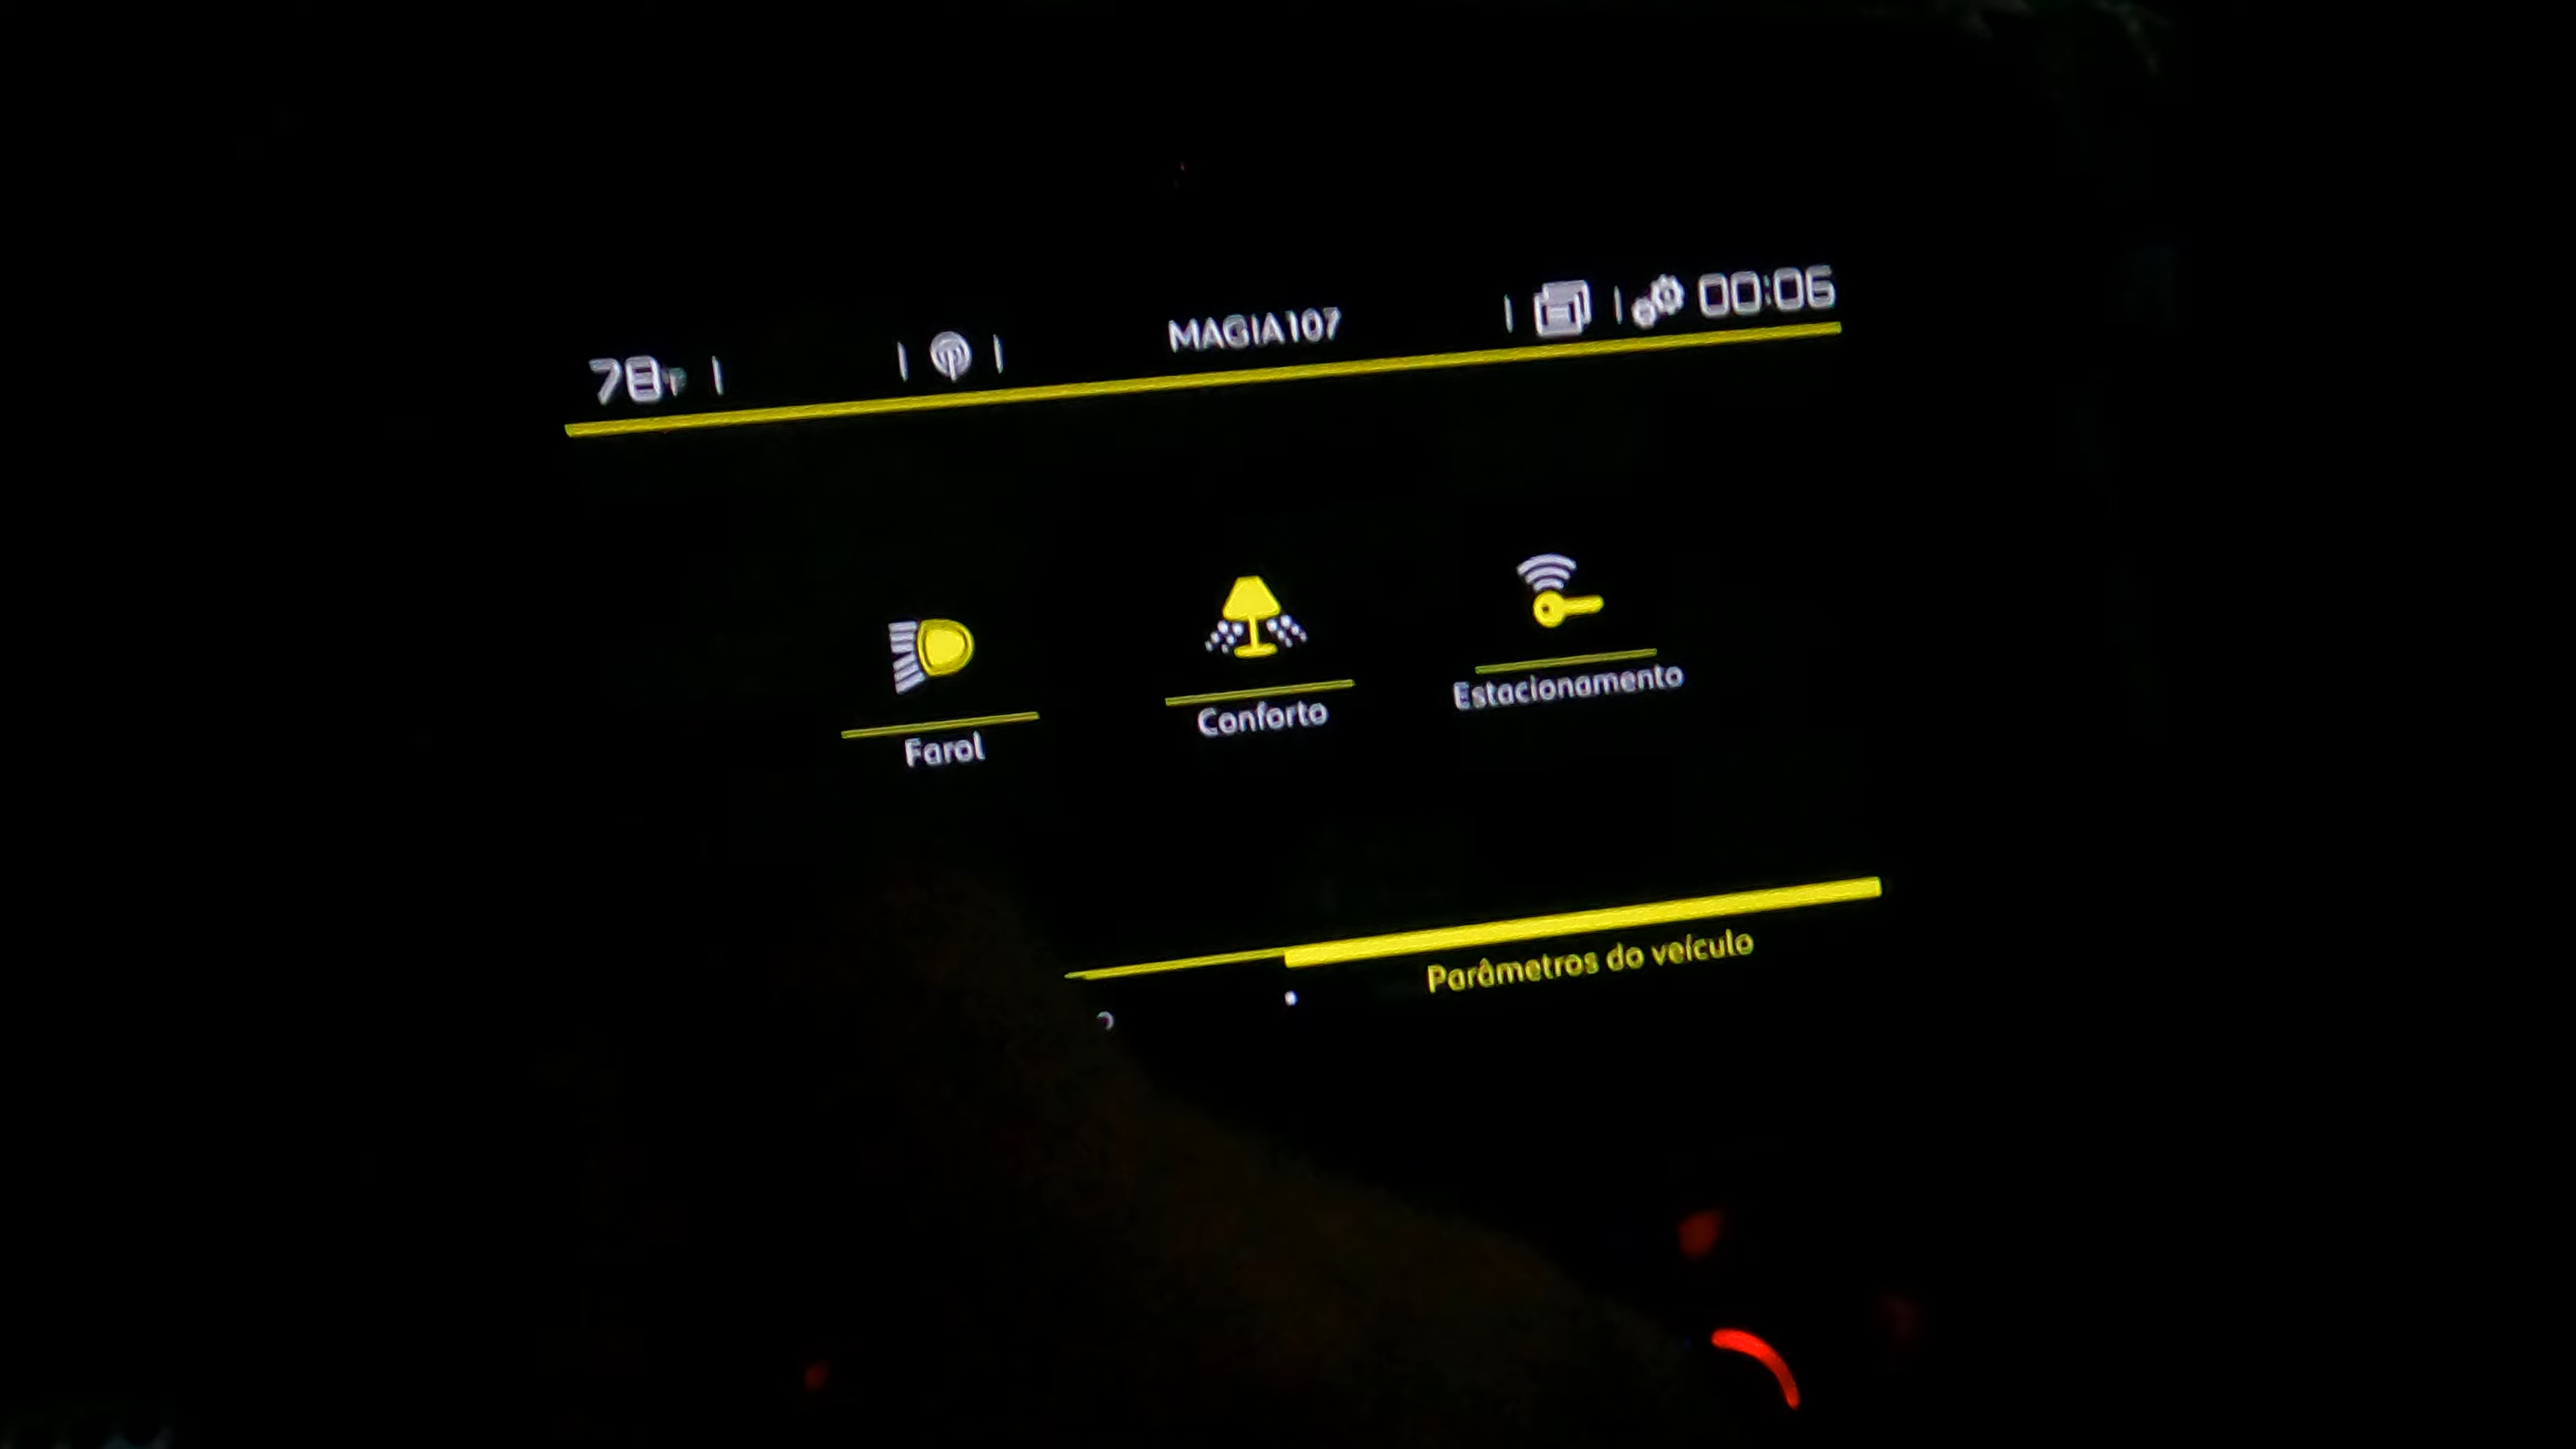 78°F
MAGIA107
00:06
Farol
Conforto
Estacionamento
Parâmetros do veículo